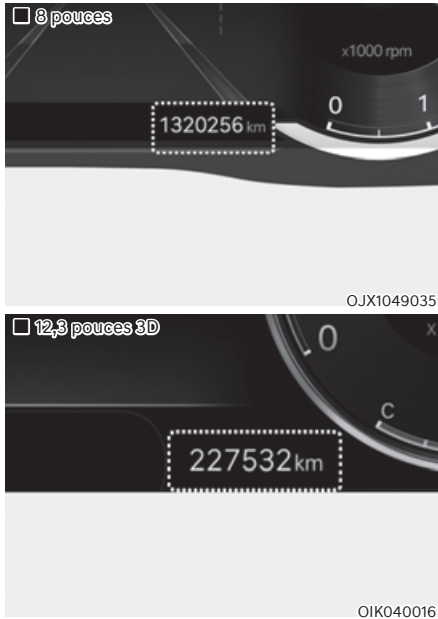 8 pouces
x1000 rpm
0 1
1320256 km
OJX1049035
12,3 pouces 3D
0
X
C
227532km
OIK040016